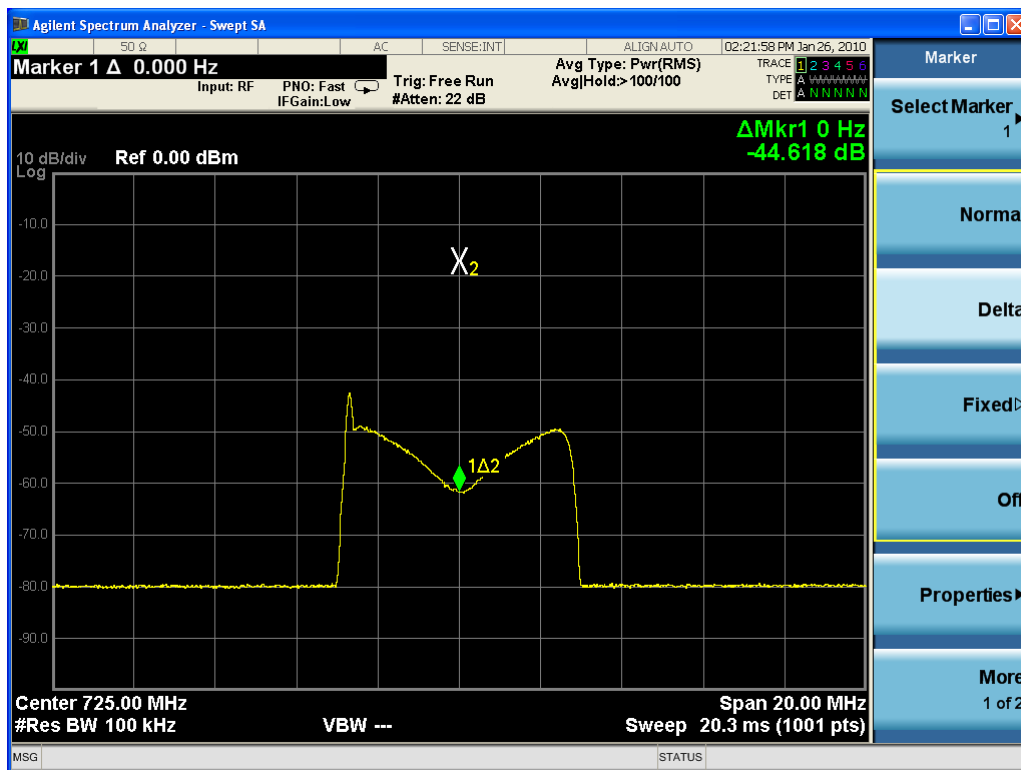 Agilent Spectrum Analyzer - Swept SA
LXI 50 Ω AC SENSE:INT ALIGN AUTO 02:21:58 PM Jan 26, 2010
Marker 1 Δ 0.000 Hz
Input: RF
PNO: Fast
IFGain:Low
Trig: Free Run
#Atten: 22 dB
Avg Type: Pwr(RMS)
Avg|Hold:>100/100
TRACE 1 2 3 4 5 6
TYPE A
DET A N N N N N
ΔMkr1 0 Hz
-44.618 dB
10 dB/div Ref 0.00 dBm
Log
-10.0
-20.0
-30.0
-40.0
-50.0
-60.0
-70.0
-80.0
-90.0
X2
1Δ2
Center 725.00 MHz Span 20.00 MHz
#Res BW 100 kHz VBW --- Sweep 20.3 ms (1001 pts)
MSG STATUS
Marker
Select Marker
1
Norma
Delta
Fixed
Of
Properties
More
1 of 2